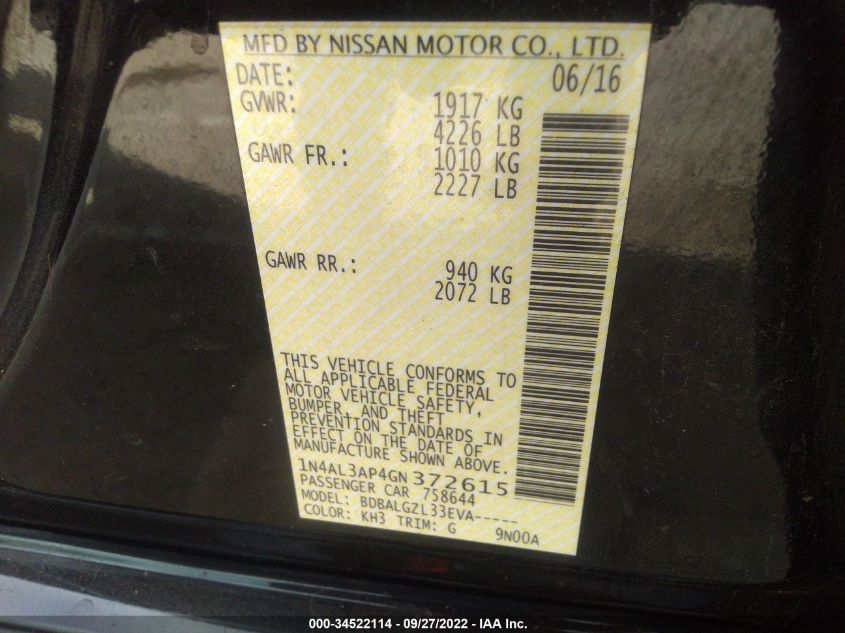 MFD BY NISSAN MOTOR CO., LTD.
DATE: 06/16
GVWR: 1917 KG
4226 LB
GAWR FR.: 1010 KG
2227 LB
GAWR RR.: 940 KG
2072 LB
THIS VEHICLE CONFORMS TO
ALL APPLICABLE FEDERAL
MOTOR VEHICLE SAFETY,
BUMPER, AND THEFT
PREVENTION STANDARDS IN
EFFECT ON THE DATE OF
MANUFACTURE SHOWN ABOVE.
1N4AL3AP4GN372615
PASSENGER CAR 758644
MODEL: BDBALGZL33EVA-----
COLOR: KH3 TRIM: G 9N00A
000-34522114 - 09/27/2022 - IAA Inc.